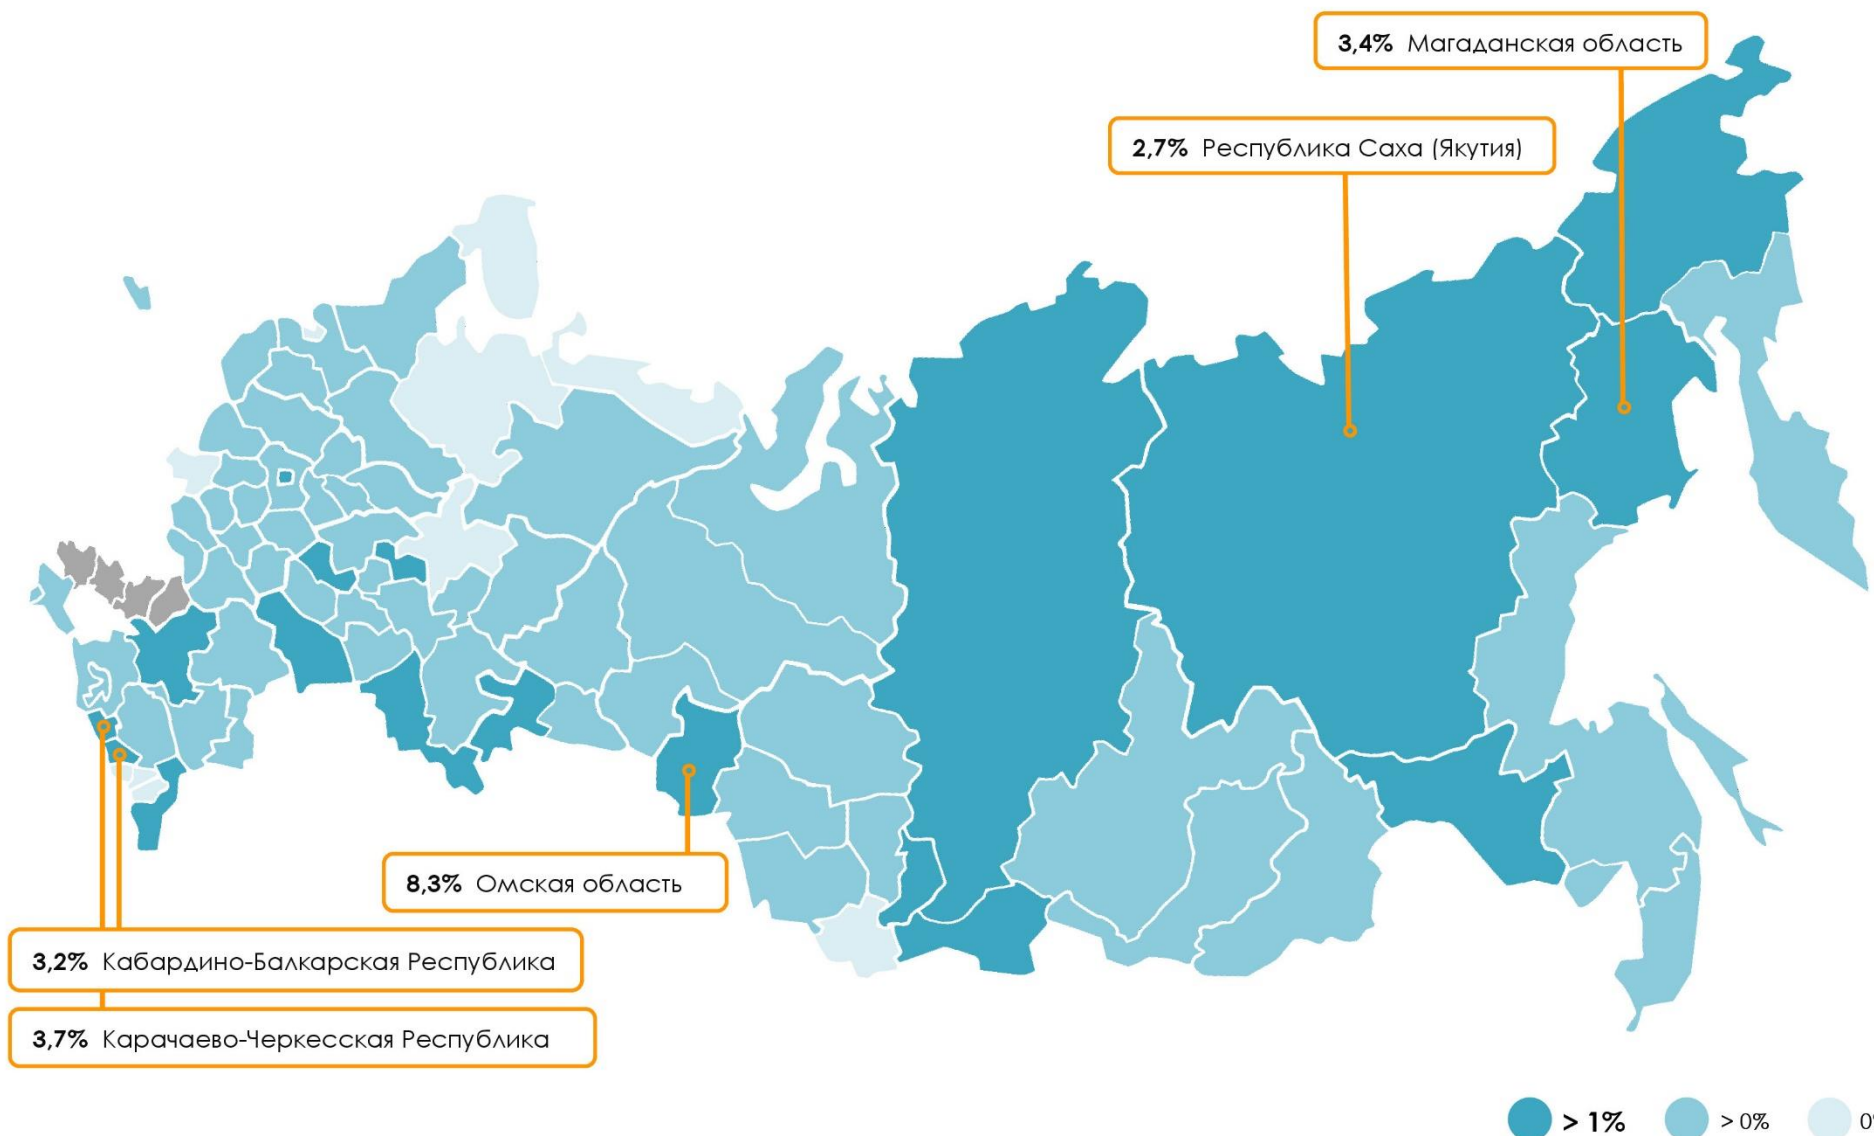 3,4% Магаданская область
2,7% Республика Саха (Якутия)
8,3% Омская область
3,2% Кабардино-Балкарская Республика
3,7% Карачаево-Черкесская Республика
> 1% > 0% 0%